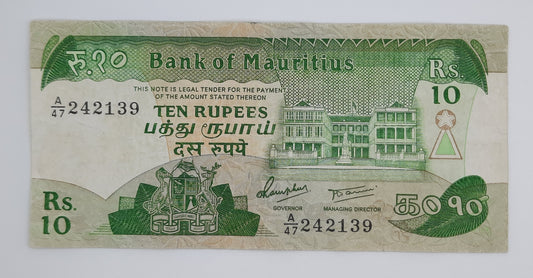 रु.१०
Bank of Mauritius
Rs.
10
THIS NOTE IS LEGAL TENDER FOR THE PAYMENT
OF THE AMOUNT STATED THEREON
A/47 242139
TEN RUPEES
பத்து ரூபாய்
दस रुपये
Rs.
10
GOVERNOR
MANAGING DIRECTOR
A/47 242139